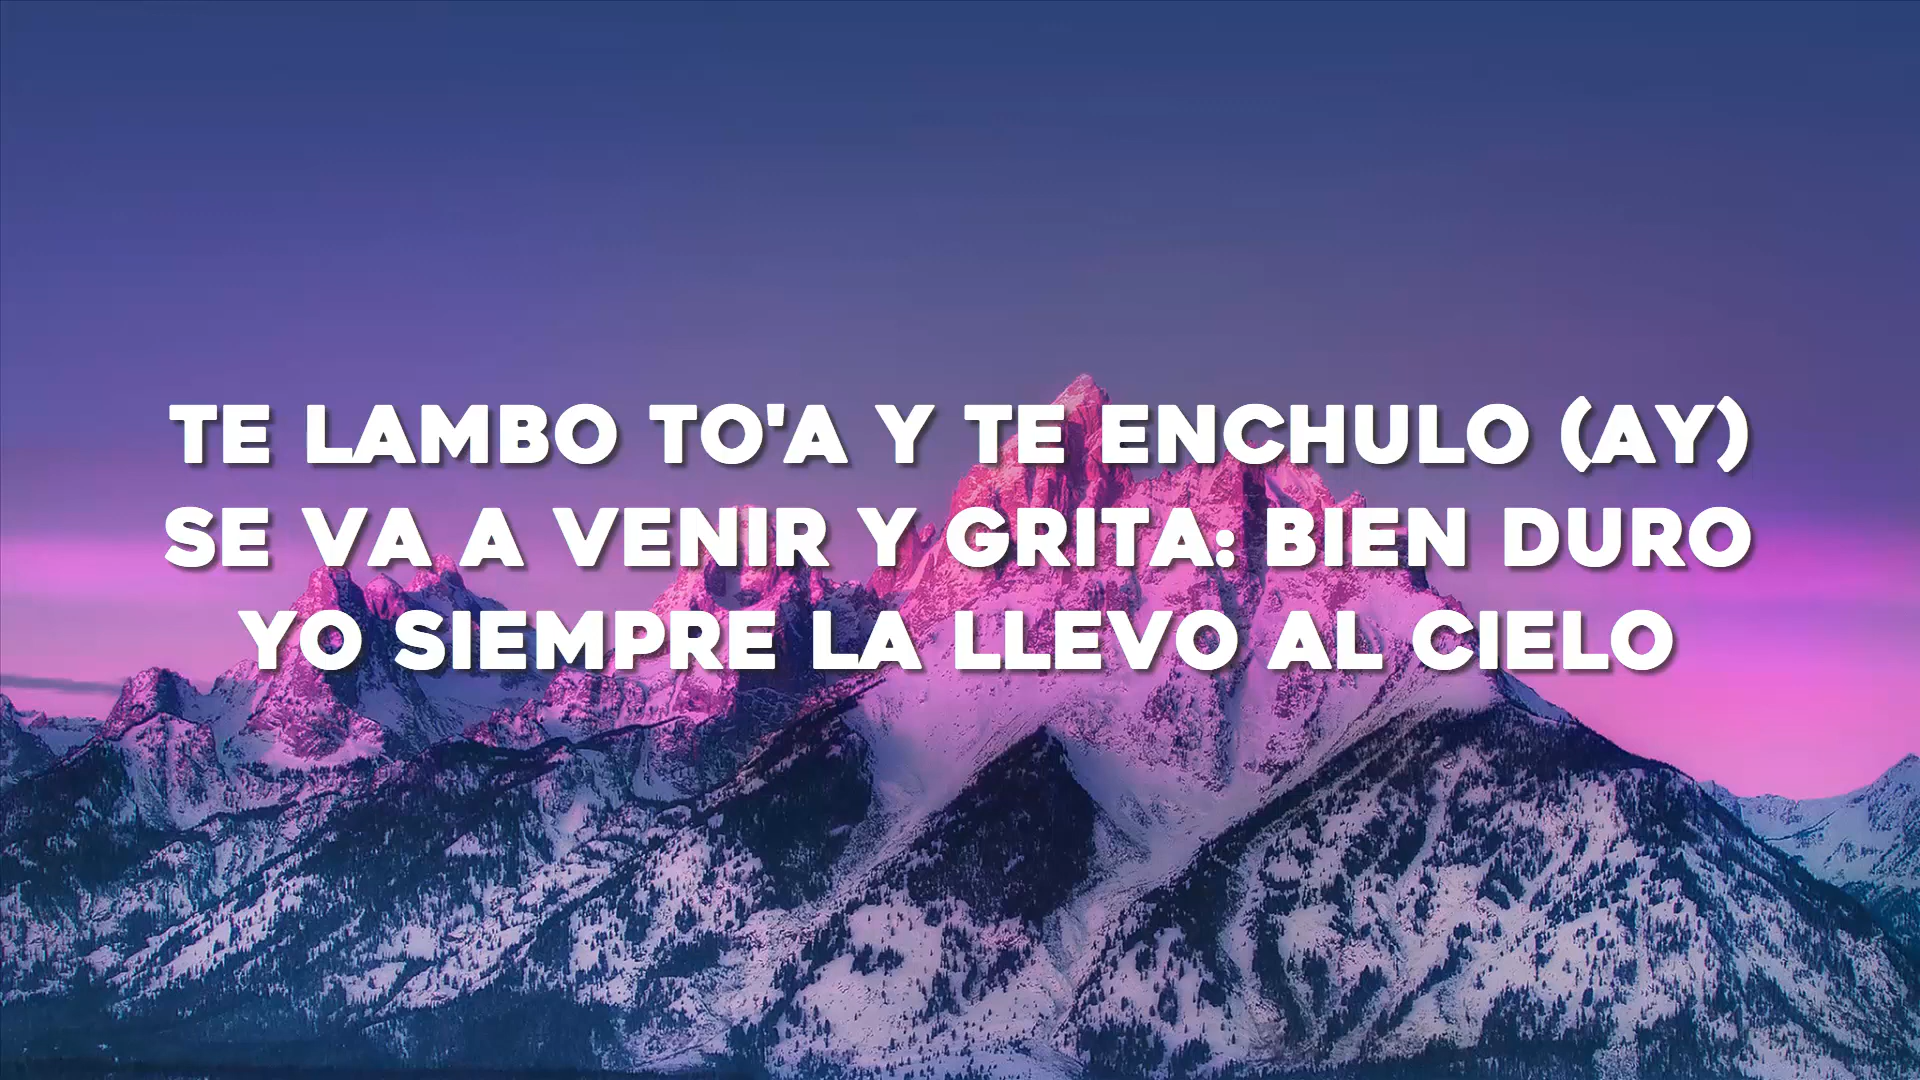 TE LAMBO TO'A Y TE ENCHULO (AY)
SE VA A VENIR Y GRITA: BIEN DURO
YO SIEMPRE LA LLEVO AL CIELO